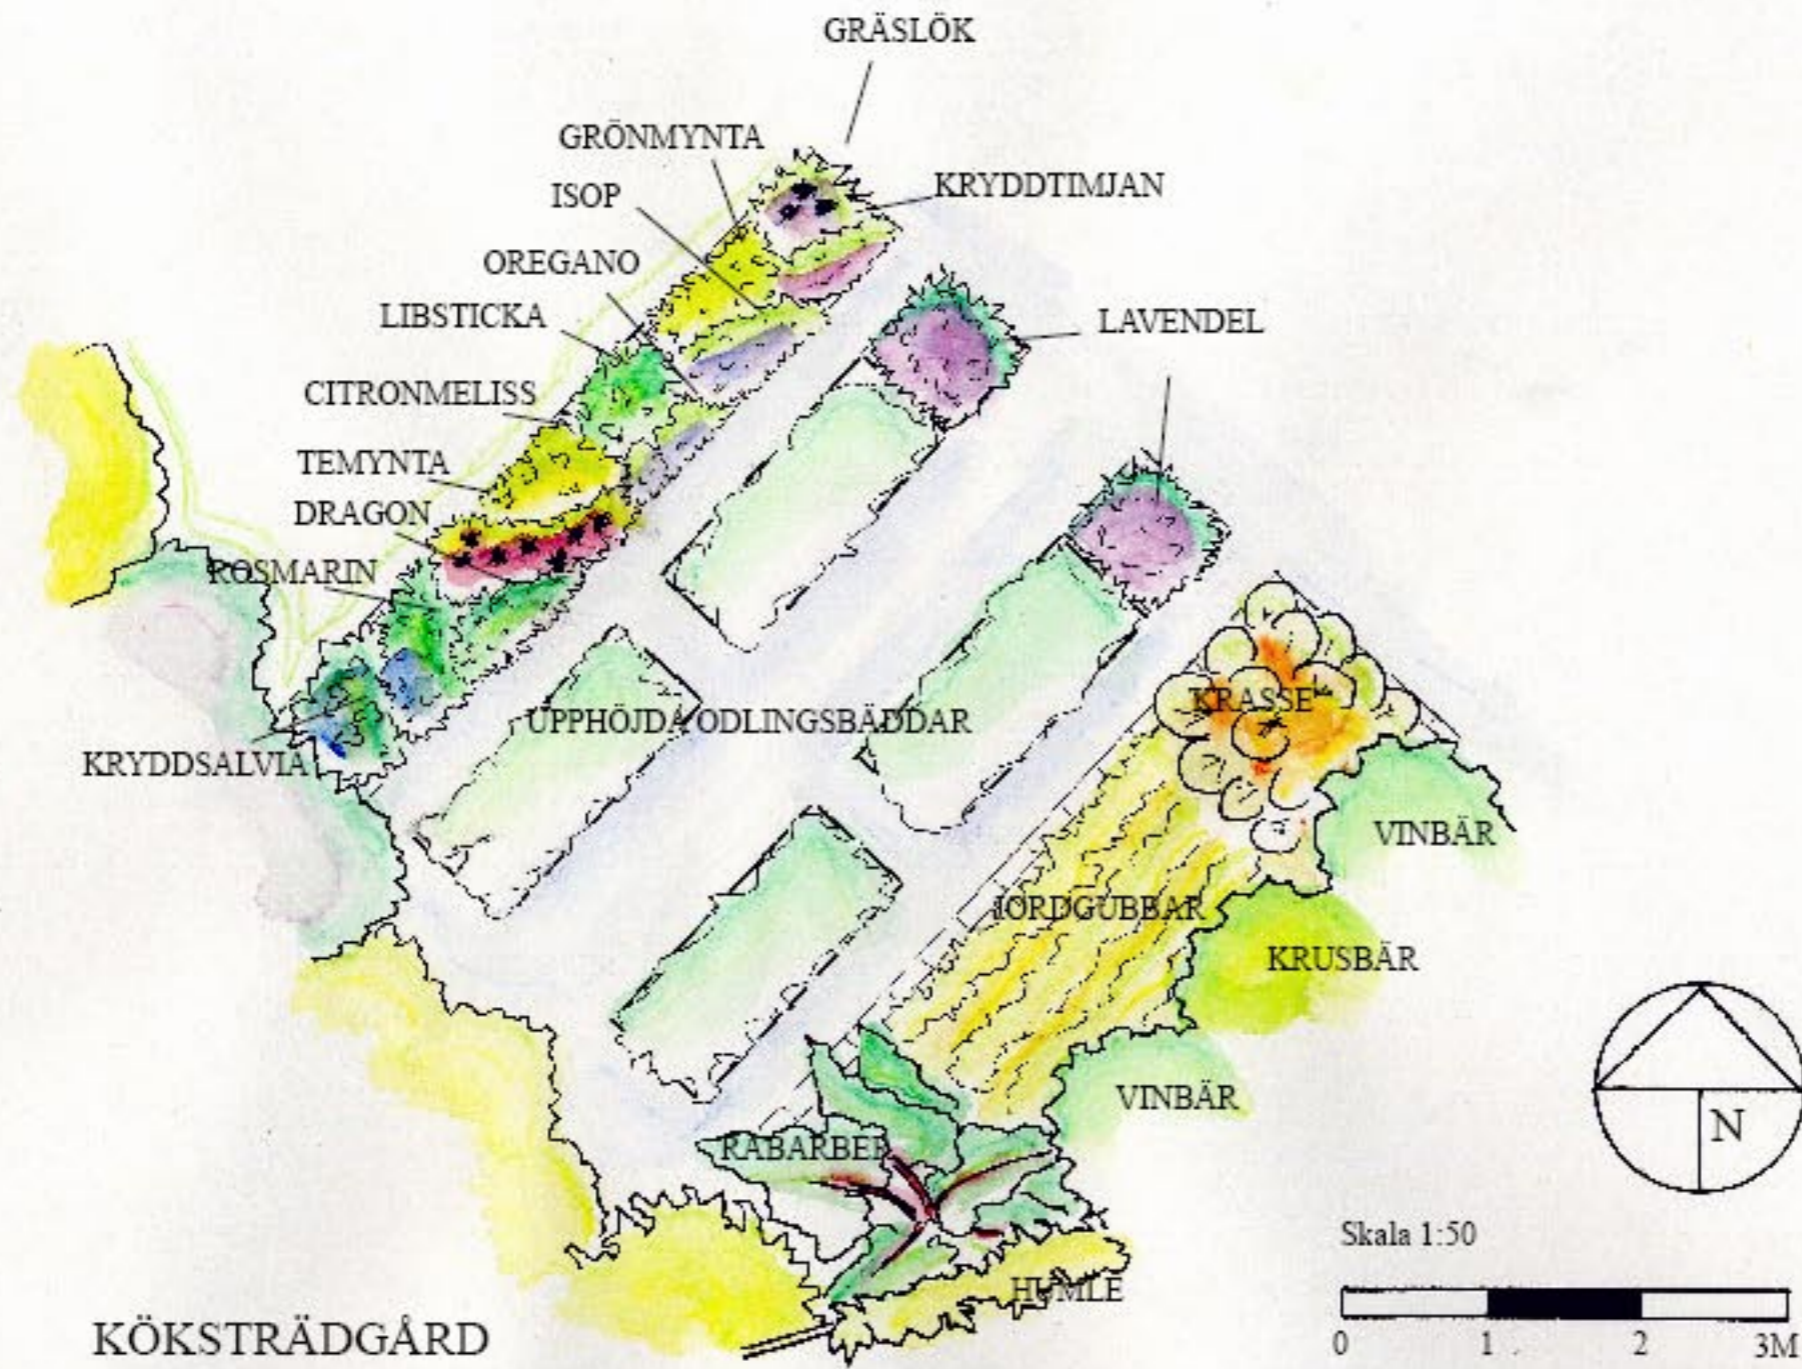 GRÄSLÖK
GRÖNMYNTA
KRYDDTIMJAN
ISOP
OREGANO
LIBSTICKA
LAVENDEL
CITRONMELISS
TEMYNTA
DRAGON
ROSMARIN
KRASSE
UPPHÖJDA ODLINGSBÄDDAR
KRYDDSALVIA
VINBÄR
JORDGUBBAR
KRUSBÄR
VINBÄR
N
RABARBER
Skala 1:50
HUMLE
KÖKSTRÄDGÅRD
0 1 2 3M